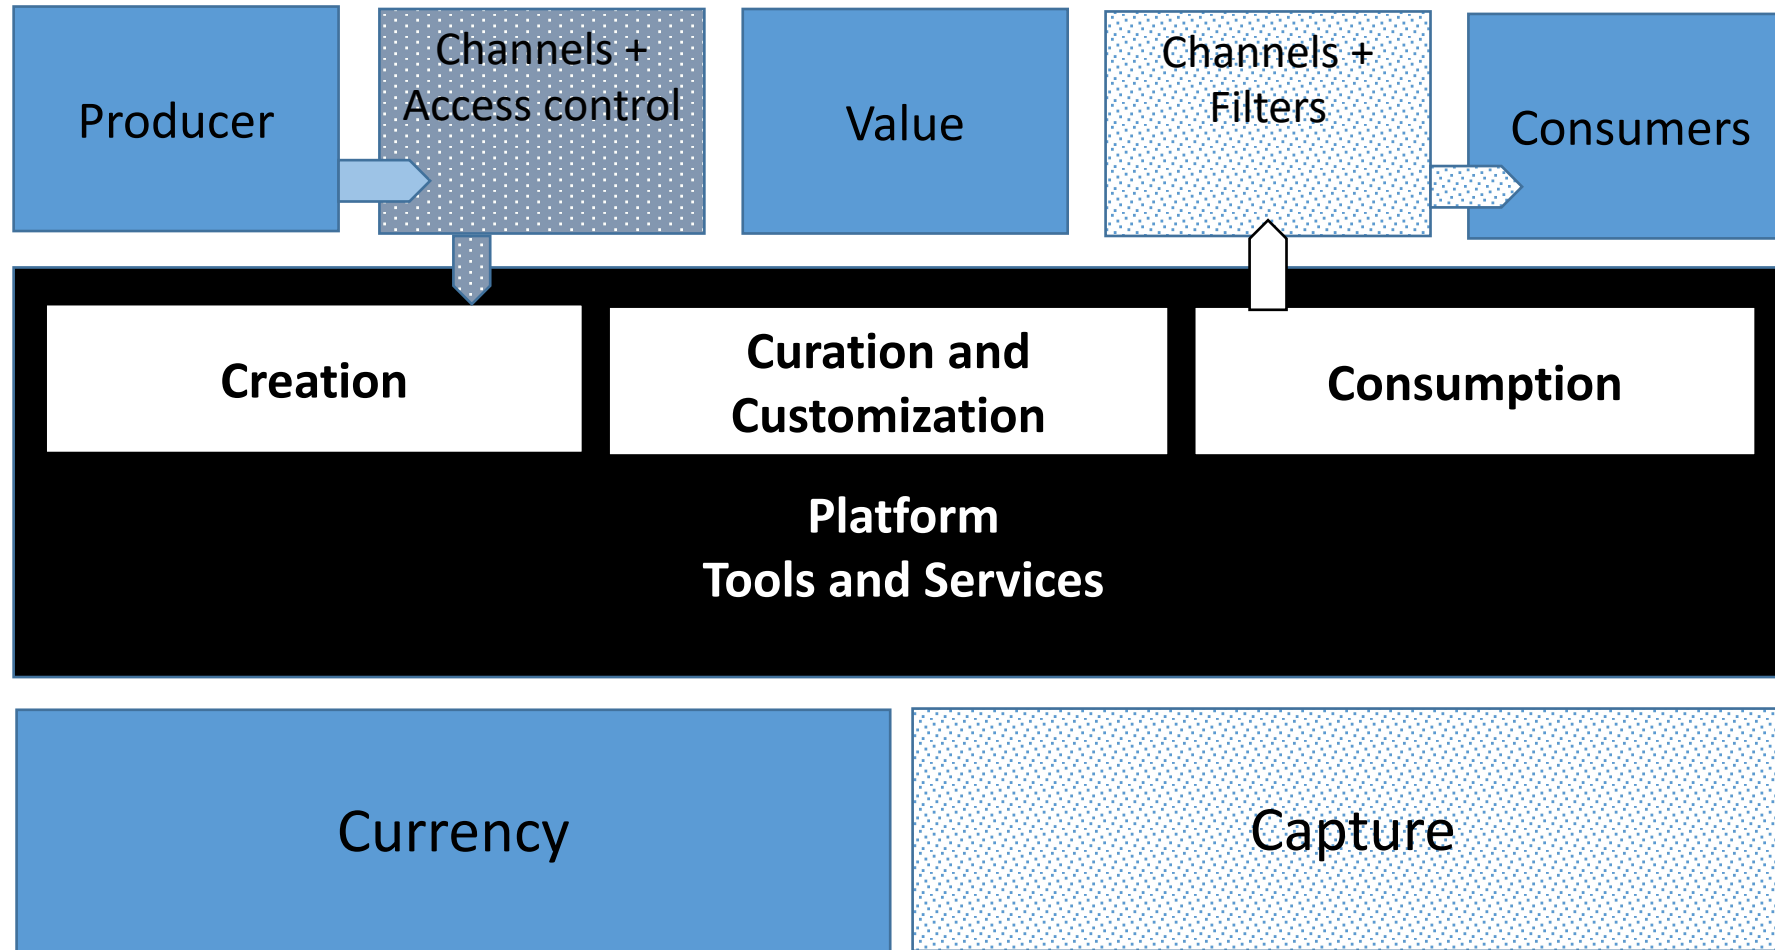 Producer
Channels +
Access control
Value
Channels +
Filters
Consumers
Creation
Curation and
Customization
Consumption
Platform
Tools and Services
Currency
Capture